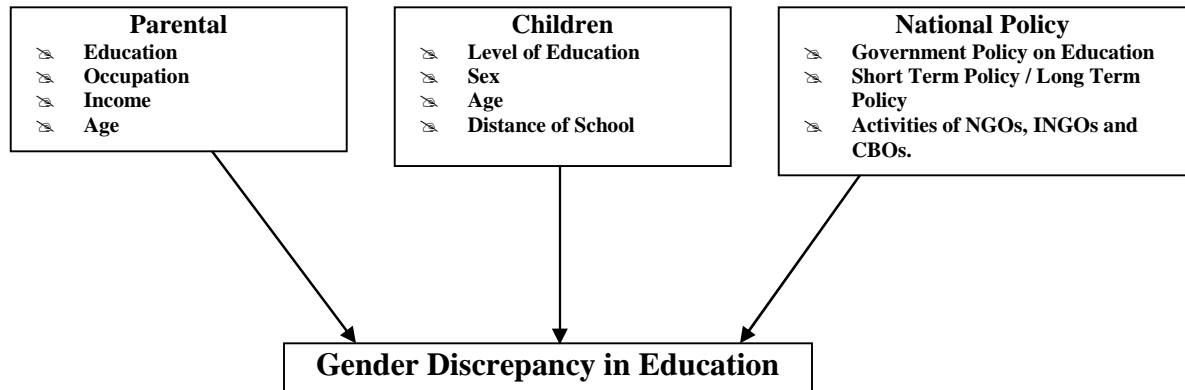 Parental
Education
Occupation
Income
Age
Children
Level of Education
Sex
Age
Distance of School
National Policy
Government Policy on Education
Short Term Policy / Long Term
Policy
Activities of NGOs, INGOs and
CBOs.
Gender Discrepancy in Education